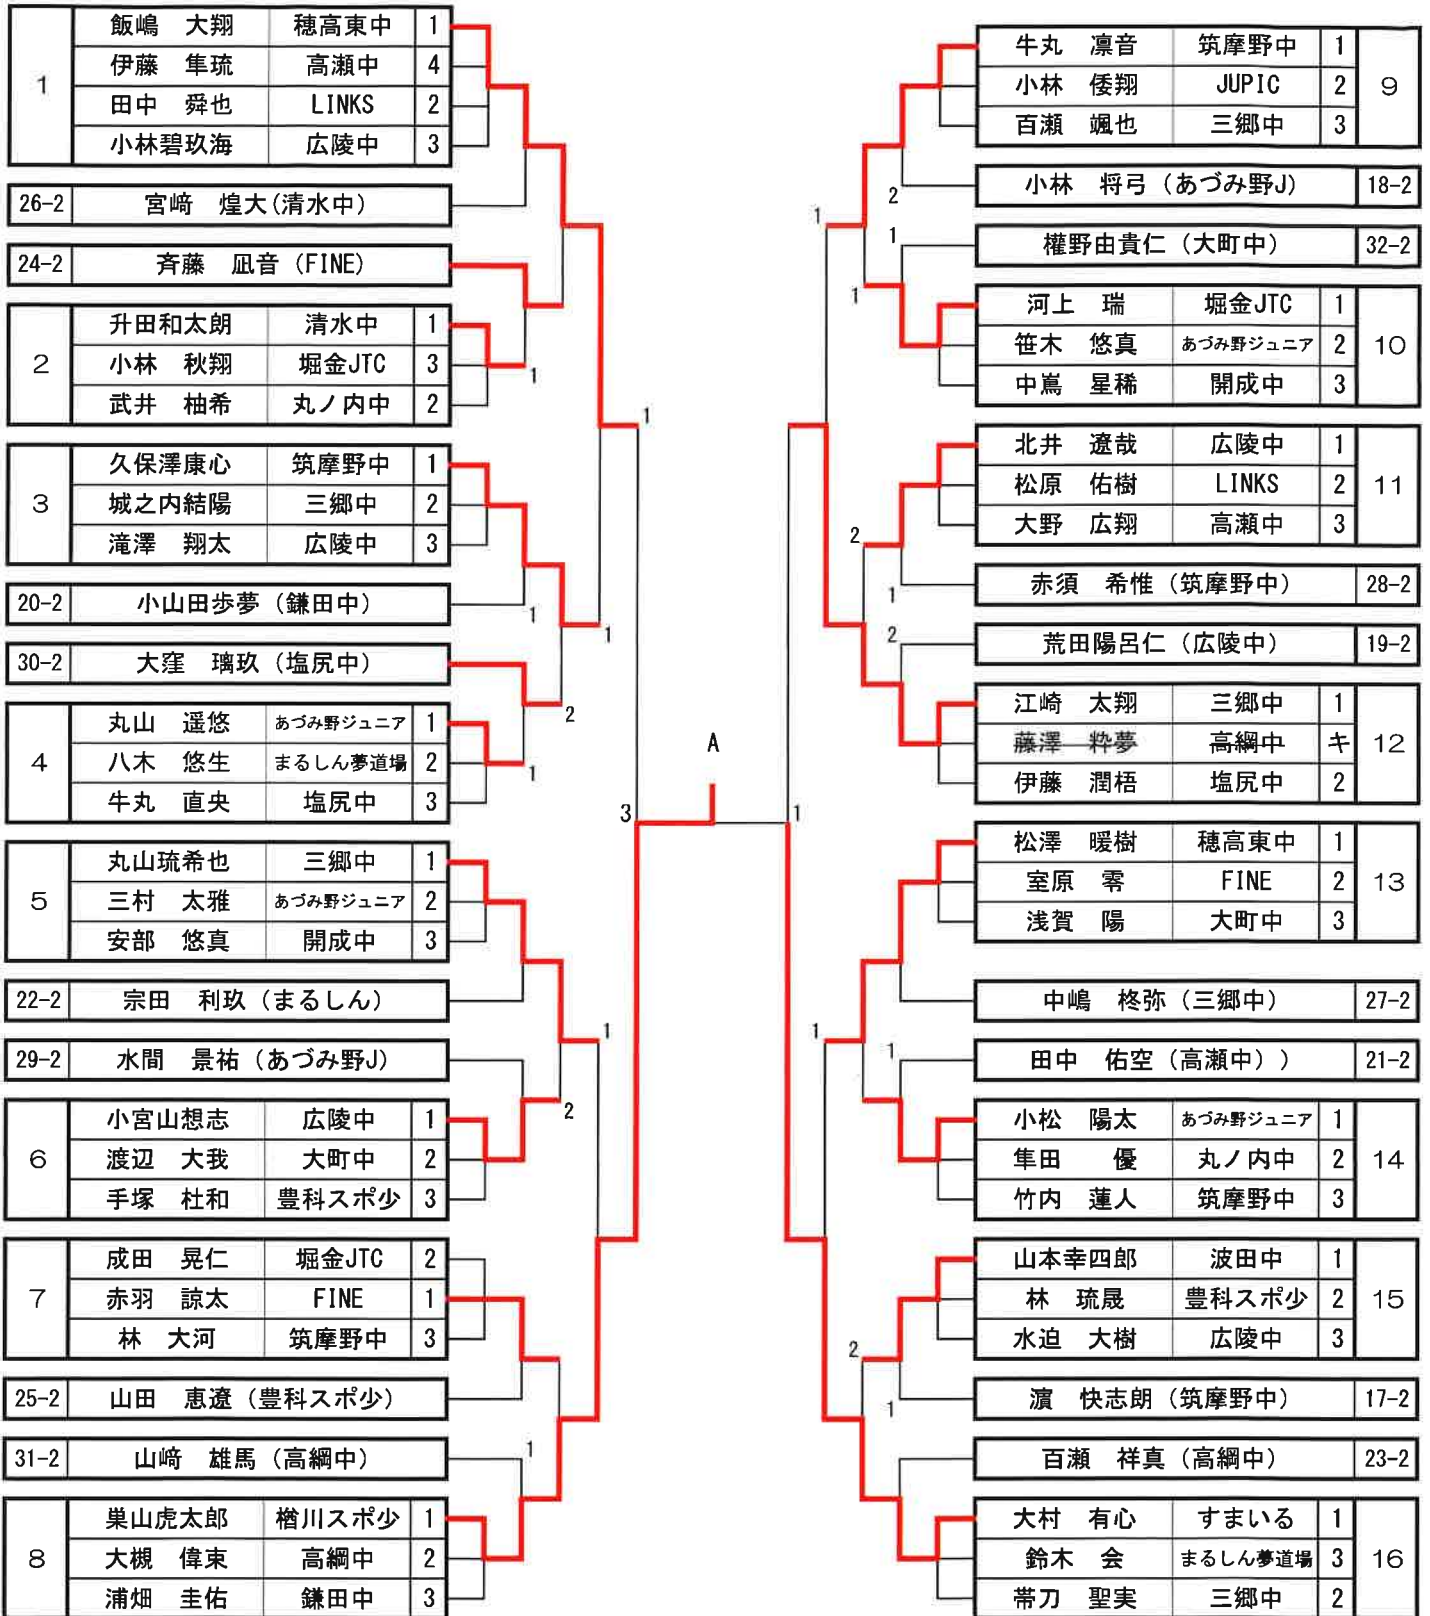 1
飯嶋 大翔 穂高東中 1
伊藤 隼琉 高瀬中 4
田中 舜也 LINKS 2
小林碧玖海 広陵中 3
26-2 宮﨑 煌大(清水中)
24-2 斉藤 凪音 (FINE)
2
升田和太朗 清水中 1
小林 秋翔 堀金JTC 3
武井 柚希 丸ノ内中 2
1
3
久保澤康心 筑摩野中 1
城之内結陽 三郷中 2
滝澤 翔太 広陵中 3
20-2 小山田歩夢 (鎌田中)
1
30-2 大窪 璃玖 (塩尻中)
4
丸山 遥悠 あづみ野ジュニア 1
八木 悠生 まるしん夢道場 2
牛丸 直央 塩尻中 3
1
2
1
1
5
丸山琉希也 三郷中 1
三村 太雅 あづみ野ジュニア 2
安部 悠真 開成中 3
22-2 宗田 利玖 (まるしん)
29-2 水間 景祐 (あづみ野J)
6
小宮山想志 広陵中 1
渡辺 大我 大町中 2
手塚 杜和 豊科スポ少 3
2
1
7
成田 晃仁 堀金JTC 2
赤羽 諒太 FINE 1
林 大河 筑摩野中 3
25-2 山田 恵遼 (豊科スポ少)
31-2 山﨑 雄馬 (高綱中)
1
8
巣山虎太郎 楢川スポ少 1
大槻 偉束 高綱中 2
浦畑 圭佑 鎌田中 3
3
A
1
牛丸 凛音 筑摩野中 1
小林 倭翔 JUPIC 2
百瀬 颯也 三郷中 3
9
2
小林 将弓 (あづみ野J) 18-2
1
1
權野由貴仁 (大町中) 32-2
1
河上 瑞 堀金JTC 1
笹木 悠真 あづみ野ジュニア 2
中嶌 星稀 開成中 3
10
北井 遼哉 広陵中 1
松原 佑樹 LINKS 2
大野 広翔 高瀬中 3
11
2
1
赤須 希惟 (筑摩野中) 28-2
2
荒田陽呂仁 (広陵中) 19-2
江崎 太翔 三郷中 1
藤澤 粋夢 高綱中 キ
伊藤 潤梧 塩尻中 2
12
松澤 暖樹 穂高東中 1
室原 零 FINE 2
浅賀 陽 大町中 3
13
中嶋 柊弥 (三郷中) 27-2
1
1
田中 佑空 (高瀬中)) 21-2
小松 陽太 あづみ野ジュニア 1
隼田 優 丸ノ内中 2
竹内 蓮人 筑摩野中 3
14
山本幸四郎 波田中 1
林 琉晟 豊科スポ少 2
水迫 大樹 広陵中 3
15
2
1
濵 快志朗 (筑摩野中) 17-2
百瀬 祥真 (高綱中) 23-2
大村 有心 すまいる 1
鈴木 会 まるしん夢道場 3
帯刀 聖実 三郷中 2
16